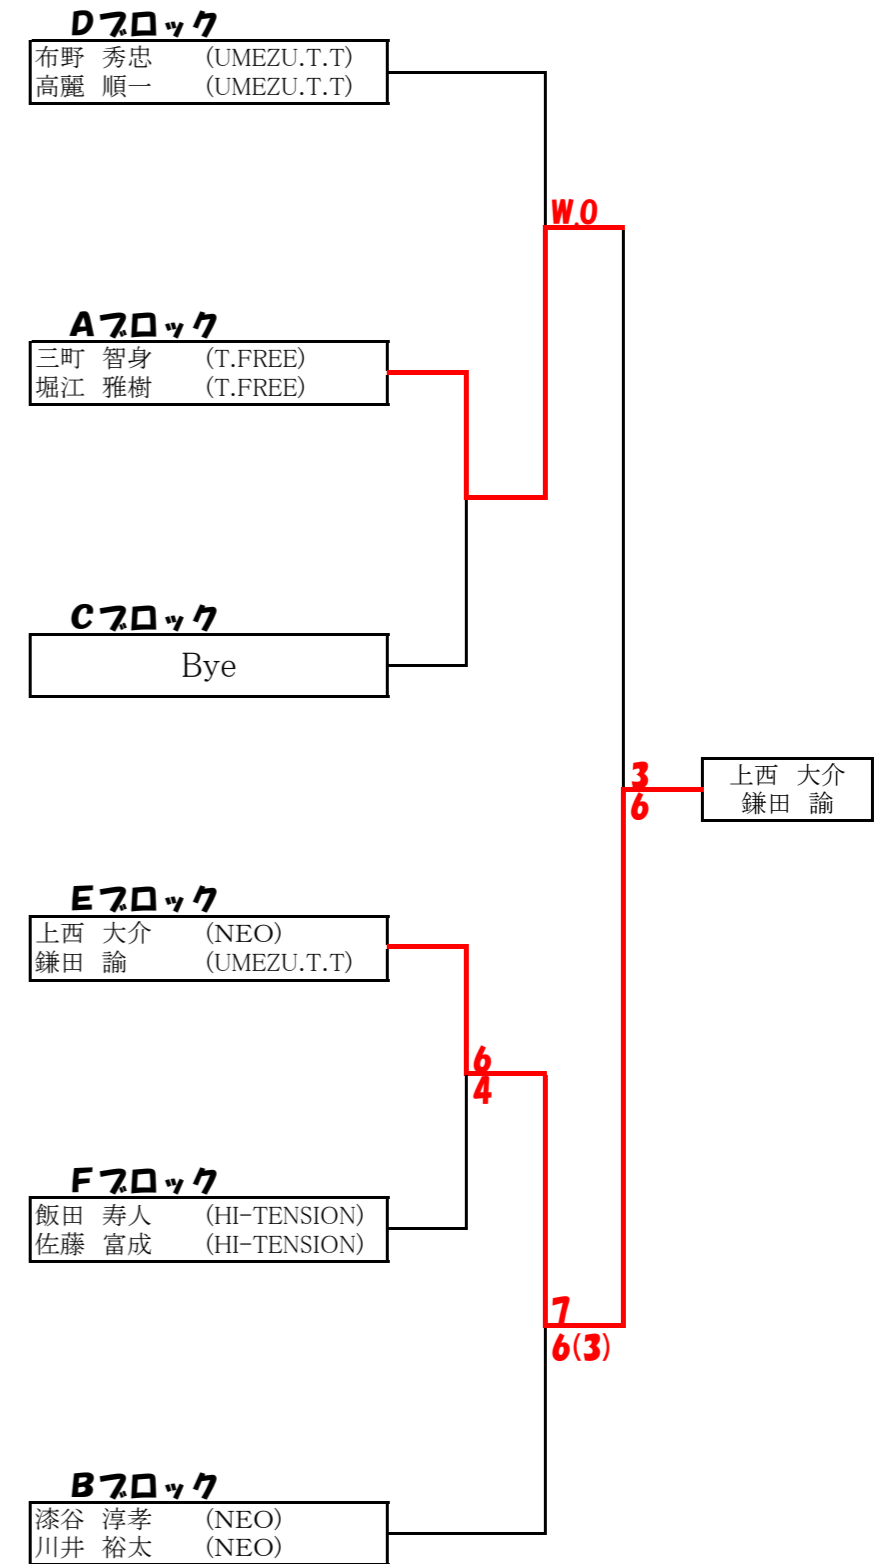 Dブロック
布野 秀忠 (UMEZU.T.T)
高麗 順一 (UMEZU.T.T)
W.O
Aブロック
三町 智身 (T.FREE)
堀江 雅樹 (T.FREE)
Cブロック
Bye
3
6
上西 大介
鎌田 諭
Eブロック
上西 大介 (NEO)
鎌田 諭 (UMEZU.T.T)
6
4
Fブロック
飯田 寿人 (HI-TENSION)
佐藤 富成 (HI-TENSION)
7
6(3)
Bブロック
漆谷 淳孝 (NEO)
川井 裕太 (NEO)